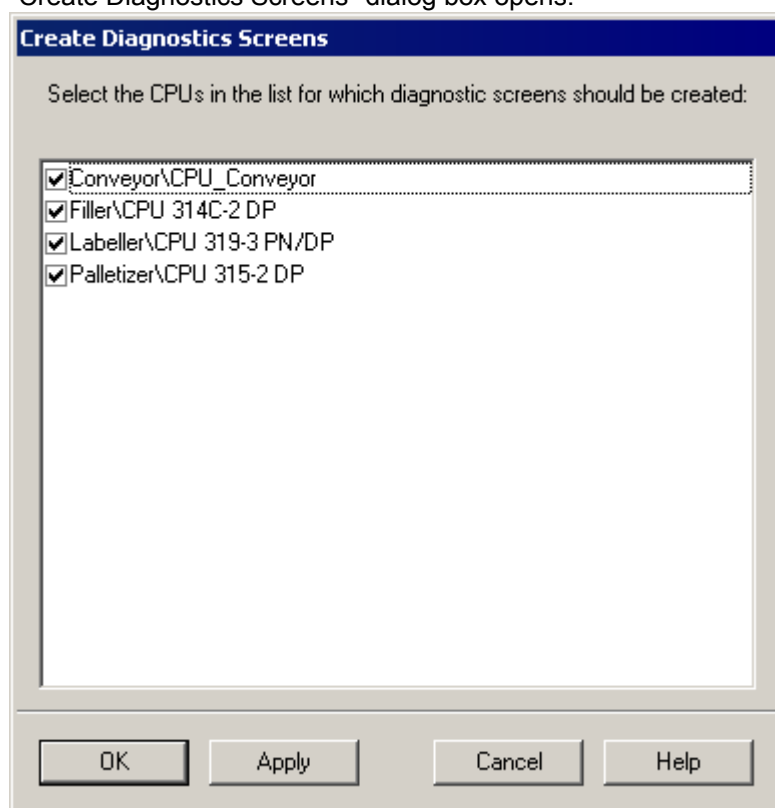 "Create Diagnostics Screens" dialog box opens:
Create Diagnostics Screens
Select the CPUs in the list for which diagnostic screens should be created:
Conveyor\CPU_Conveyor
Filler\CPU 314C-2 DP
Labeller\CPU 319-3 PN/DP
Palletizer\CPU 315-2 DP
OK Apply Cancel Help